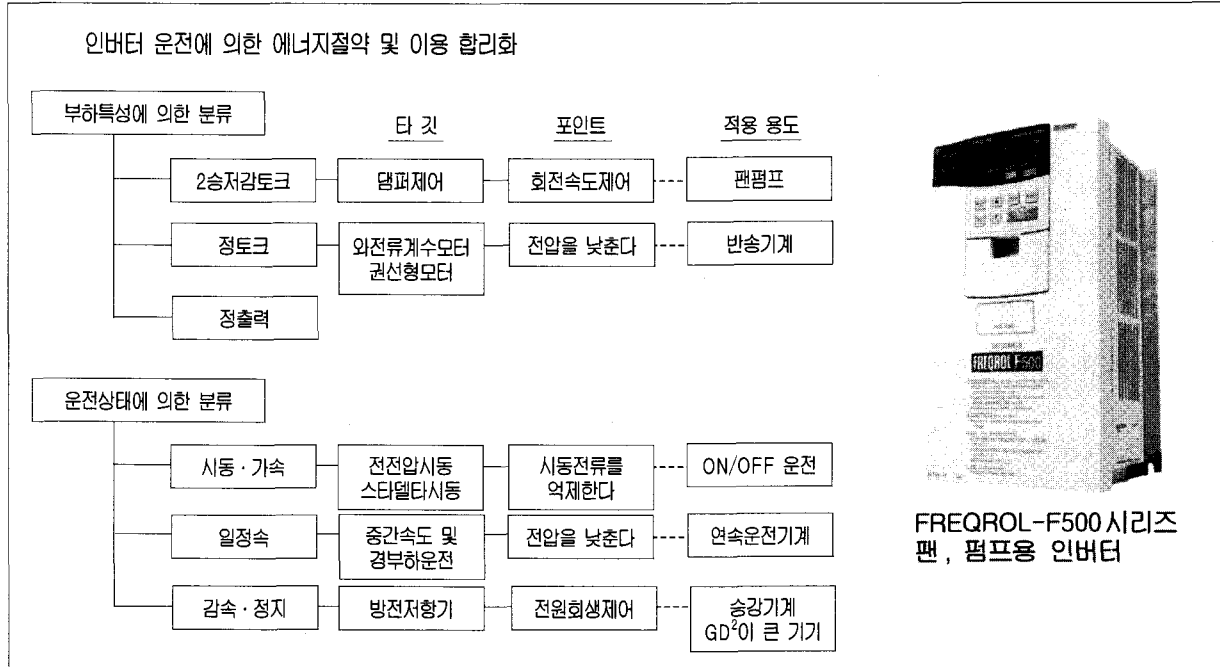 인버터 운전에 의한 에너지절약 및 이용 합리화
부하특성에 의한 분류
타 깃
포인트
적용 용도
2승저감토크
댐퍼제어
회전속도제어
팬펌프
정토크
와전류계수모터
권선형모터
전압을 낮춘다
반송기계
정출력
운전상태에 의한 분류
시동·가속
전전압시동
스타델타시동
시동전류를
억제한다
ON/OFF 운전
일정속
중간속도 및
경부하운전
전압을 낮춘다
연속운전기계
감속·정지
방전저항기
전원회생제어
승강기계
GD²이 큰 기기
FREQROL F500
FREQROL-F500시리즈
팬, 펌프용 인버터